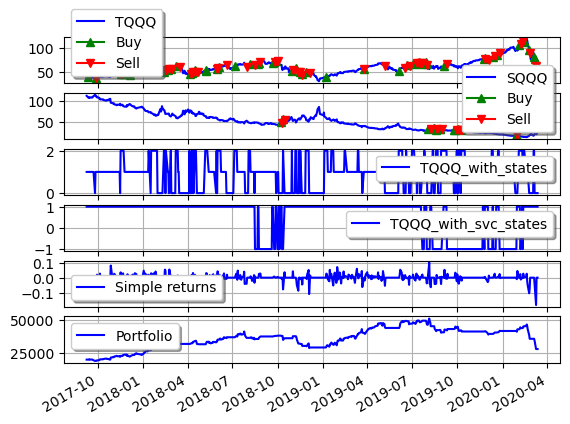 TQQQ
Buy
Sell
100
50
SQQQ
Buy
Sell
100
50
2
0
TQQQ_with_states
1
−1
TQQQ_with_svc_states
0.1
0.0
−0.1
Simple returns
50000
25000
Portfolio
2017-10
2018-01
2018-04
2018-07
2018-10
2019-01
2019-04
2019-07
2019-10
2020-01
2020-04